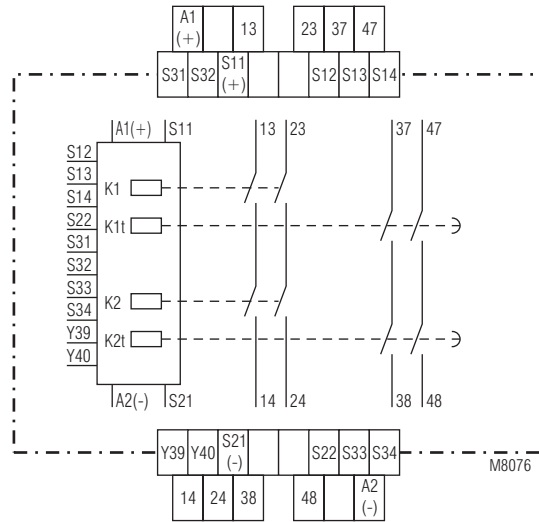 A1 (+) 13 23 37 47
S31 S32 S11 (+) S12 S13 S14
A1(+) S11 13 23 37 47
S12
S13
S14
S22
S31
S32
S33
S34
Y39
Y40
K1
K1t
K2
K2t
A2(-) S21 14 24 38 48
Y39 Y40 S21 (-) S22 S33 S34
M8076
14 24 38 48 A2 (-)